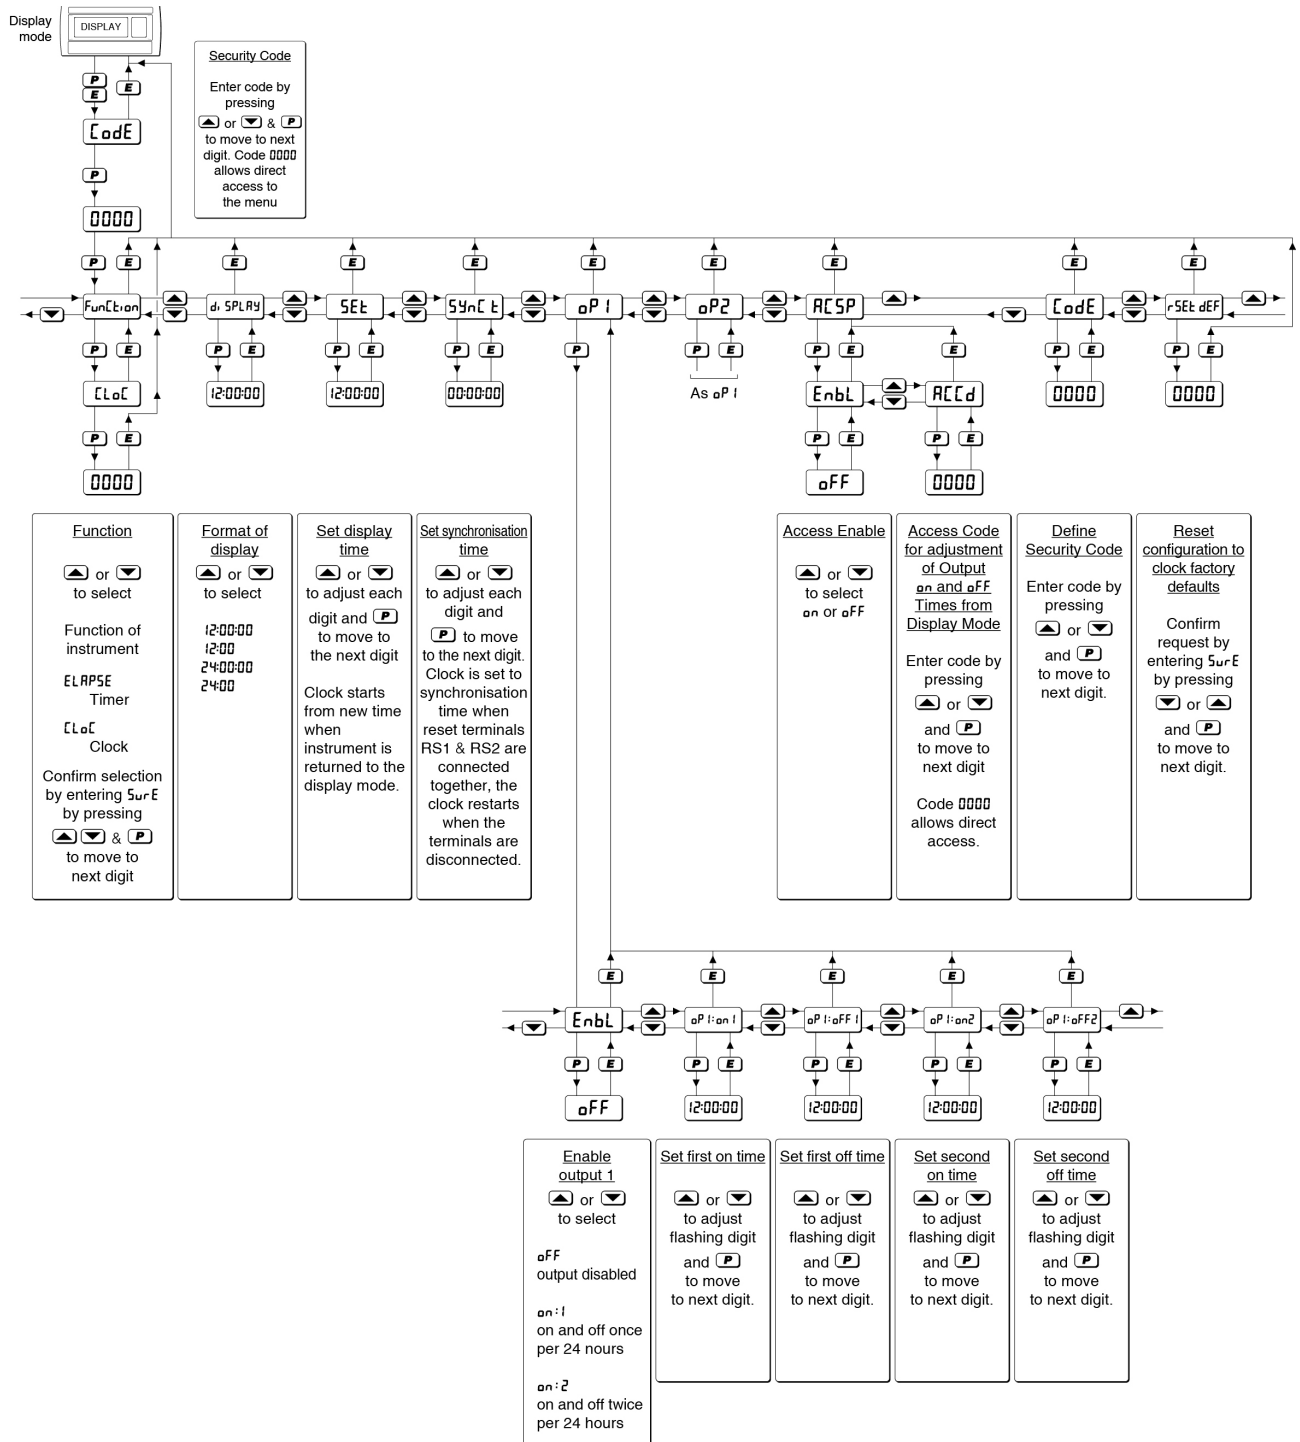 Display
mode
DISPLAY
P
E
E
CodE
P
0000
Security Code
Enter code by
pressing
or & P
to move to next
digit. Code 0000
allows direct
access to
the menu
P E E E E E E E E E
FunCtion di SPLAY SEt SYnC t oP1 oP2 ACSP CodE rSEt dEF
P E P E P E P E P P E P E E P E P E
CLoC 12:00:00 12:00:00 00:00:00 As oP1 EnbL ACCd 0000 0000
P E P E P E
0000 oFF 0000
Function
or
to select
Function of
instrument
ELAPSE
Timer
CLoC
Clock
Confirm selection
by entering SurE
by pressing
& P
to move to
next digit
Format of
display
or
to select
12:00:00
12:00
24:00:00
24:00
Set display
time
or
to adjust each
digit and P
to move to
the next digit
Clock starts
from new time
when
instrument is
returned to the
display mode.
Set synchronisation
time
or
to adjust each
digit and
P to move
to the next digit.
Clock is set to
synchronisation
time when
reset terminals
RS1 & RS2 are
connected
together, the
clock restarts
when the
terminals are
disconnected.
Access Enable
or
to select
on or oFF
Access Code
for adjustment
of Output
on and oFF
Times from
Display Mode
Enter code by
pressing
or
and P
to move to
next digit
Code 0000
allows direct
access.
Define
Security Code
Enter code by
pressing
or
and P
to move to
next digit.
Reset
configuration to
clock factory
defaults
Confirm
request by
entering SurE
by pressing
or
and P
to move to
next digit.
E E E E E
EnbL oP1:on1 oP1:oFF1 oP1:on2 oP1:oFF2
P E P E P E P E P E
oFF 12:00:00 12:00:00 12:00:00 12:00:00
Enable
output 1
or
to select
oFF
output disabled
on:1
on and off once
per 24 nours
on:2
on and off twice
per 24 hours
Set first on time
or
to adjust
flashing digit
and P
to move
to next digit.
Set first off time
or
to adjust
flashing digit
and P
to move
to next digit.
Set second
on time
or
to adjust
flashing digit
and P
to move
to next digit.
Set second
off time
or
to adjust
flashing digit
and P
to move
to next digit.